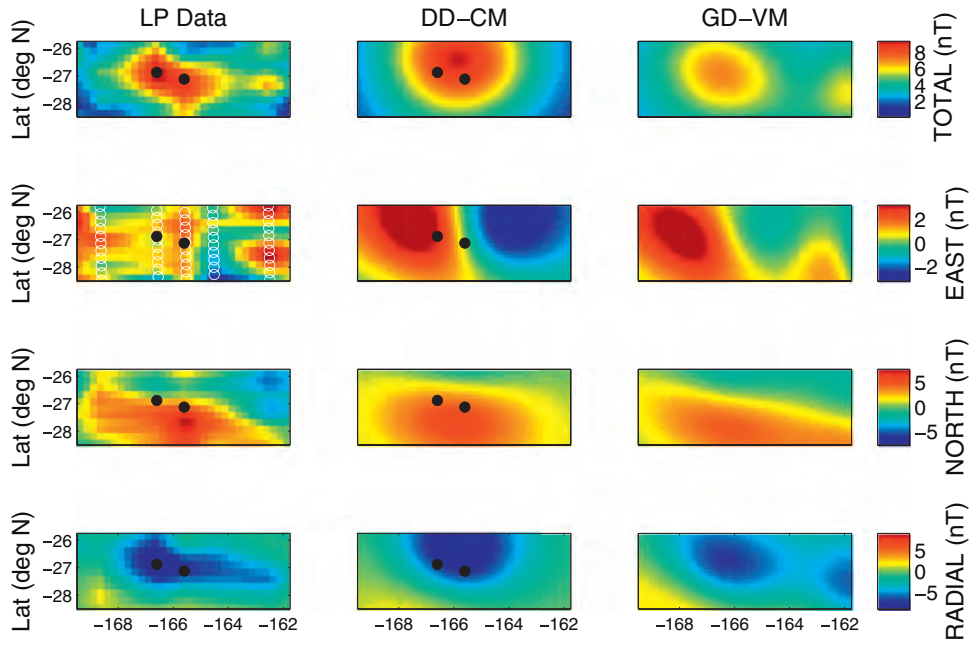 LP Data DD–CM GD–VM
Lat (deg N) −26 −27 −28 8 6 4 2 TOTAL (nT)
Lat (deg N) −26 −27 −28 2 0 −2 EAST (nT)
Lat (deg N) −26 −27 −28 5 0 −5 NORTH (nT)
Lat (deg N) −26 −27 −28 5 0 −5 RADIAL (nT)
−168 −166 −164 −162 −168 −166 −164 −162 −168 −166 −164 −162